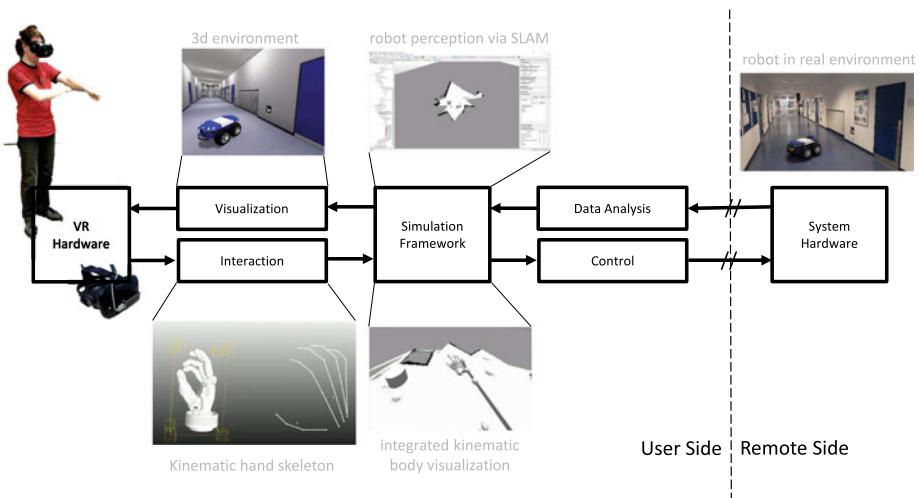 3d environment
robot perception via SLAM
robot in real environment
VR
Hardware
Visualization
Interaction
Simulation
Framework
Data Analysis
Control
System
Hardware
Kinematic hand skeleton
integrated kinematic
body visualization
User Side
Remote Side